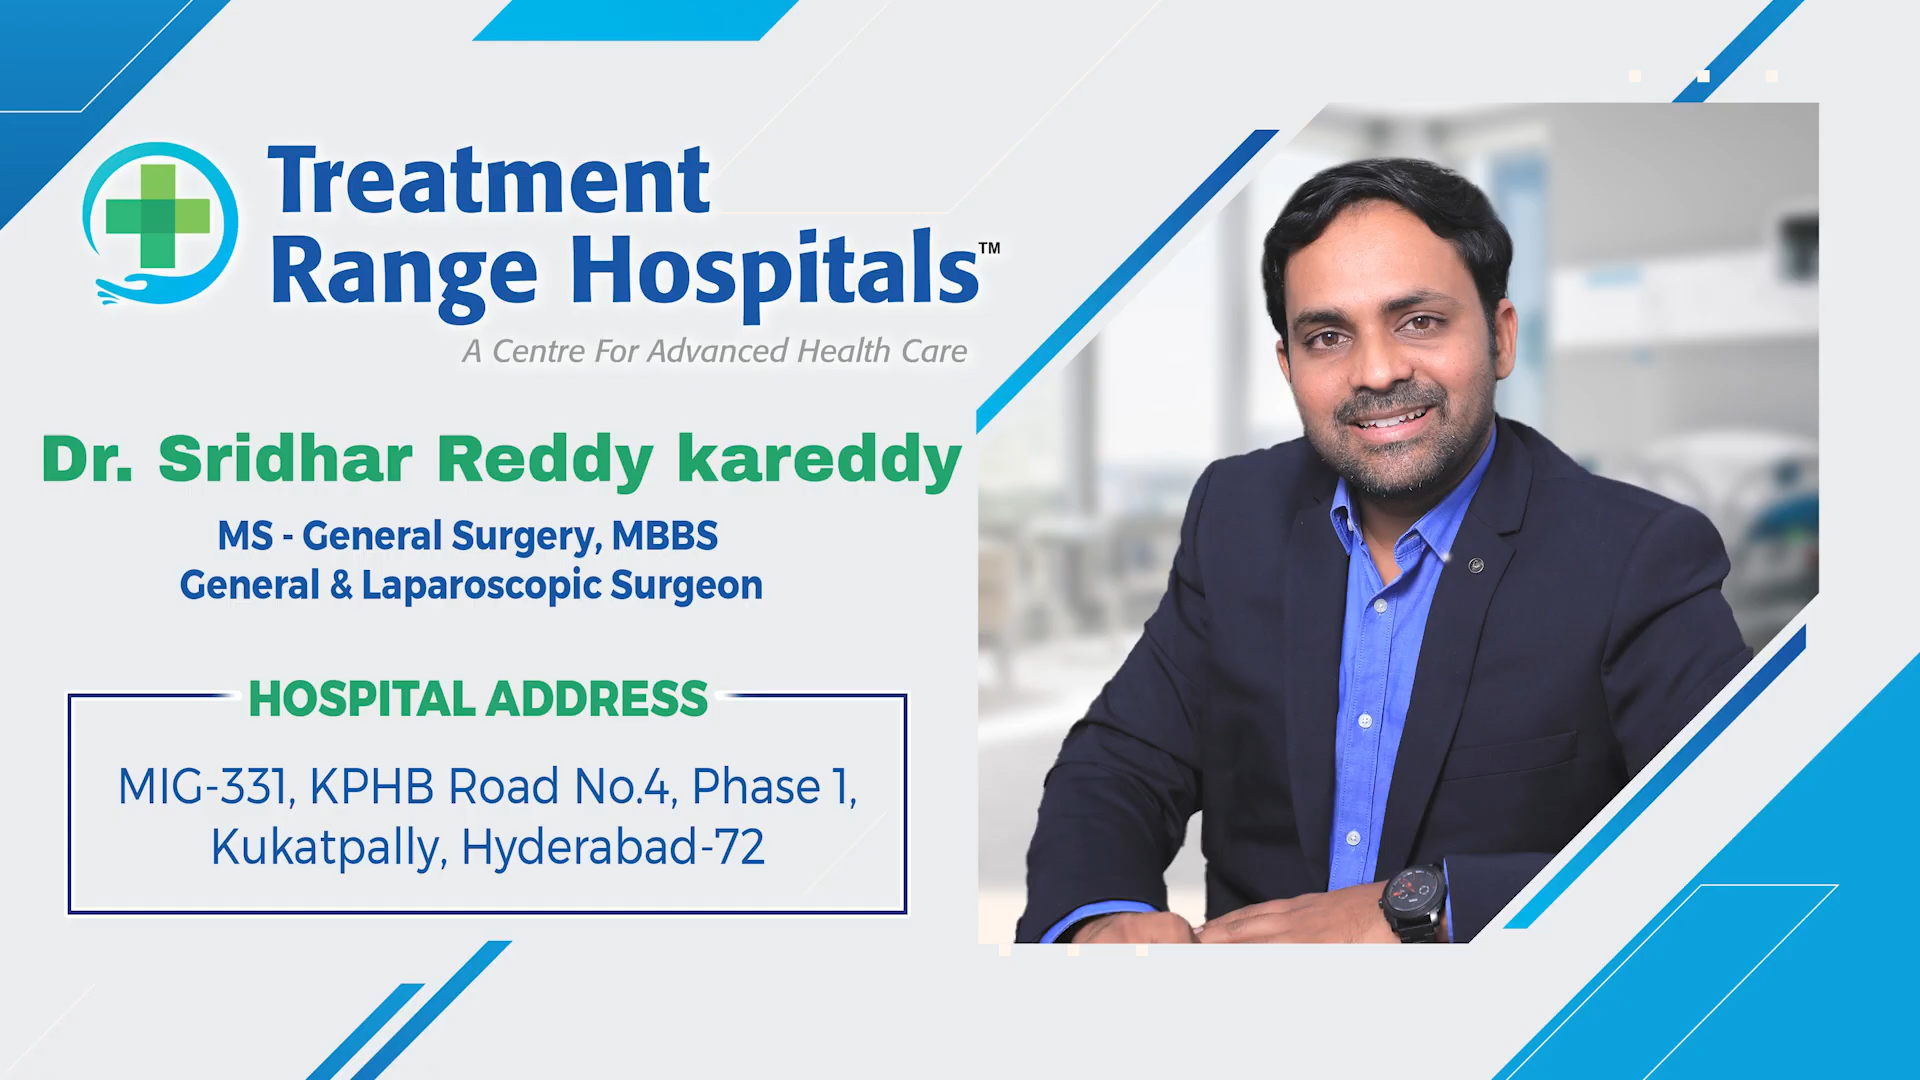 Treatment
Range Hospitals™
A Centre For Advanced Health Care
Dr. Sridhar Reddy kareddy
MS - General Surgery, MBBS
General & Laparoscopic Surgeon
HOSPITAL ADDRESS
MIG-331, KPHB Road No.4, Phase 1,
Kukatpally, Hyderabad-72